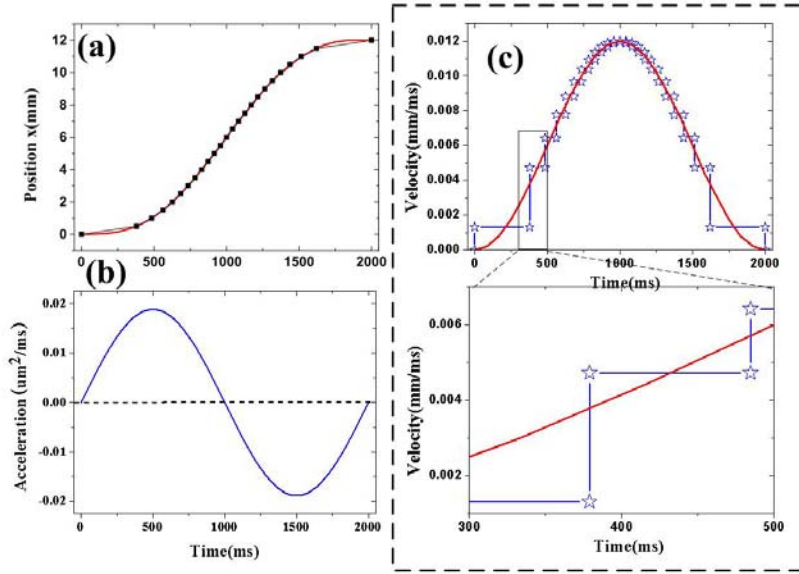 (a)
Position x(mm)
12
10
8
6
4
2
0
0 500 1000 1500 2000
(b)
Acceleration (um²/ms)
0.02
0.01
0.00
-0.01
-0.02
0 500 1000 1500 2000
Time(ms)
(c)
Velocity(mm/ms)
0.012
0.010
0.008
0.006
0.004
0.002
0.000
0 500 1000 1500 2000
Time(ms)
Velocity(mm/ms)
0.006
0.004
0.002
300 400 500
Time(ms)